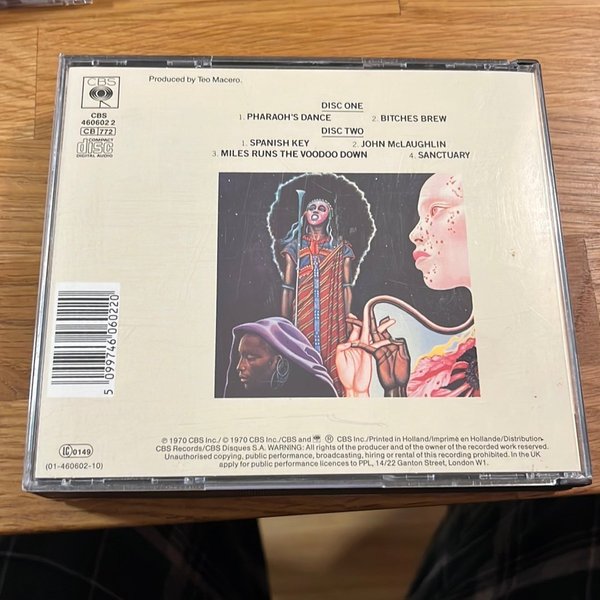 CBS
Produced by Teo Macero.
CBS
460602 2
CB 772
COMPACT
disc
DIGITAL AUDIO
DISC ONE
1. PHARAOH'S DANCE 2. BITCHES BREW
DISC TWO
1. SPANISH KEY 2. JOHN McLAUGHLIN
3. MILES RUNS THE VOODOO DOWN 4. SANCTUARY
5 099746 060220
℗ 1970 CBS Inc./© 1970 CBS Inc./CBS and ® CBS Inc./Printed in Holland/Imprimé en Hollande/Distribution-
CBS Records/CBS Disques S.A. WARNING: All rights of the producer and of the owner of the recorded work reserved.
Unauthorised copying, public performance, broadcasting, hiring or rental of this recording prohibited. In the UK
apply for public performance licences to PPL, 14/22 Ganton Street, London W1.
LC 0149
(01-460602-10)